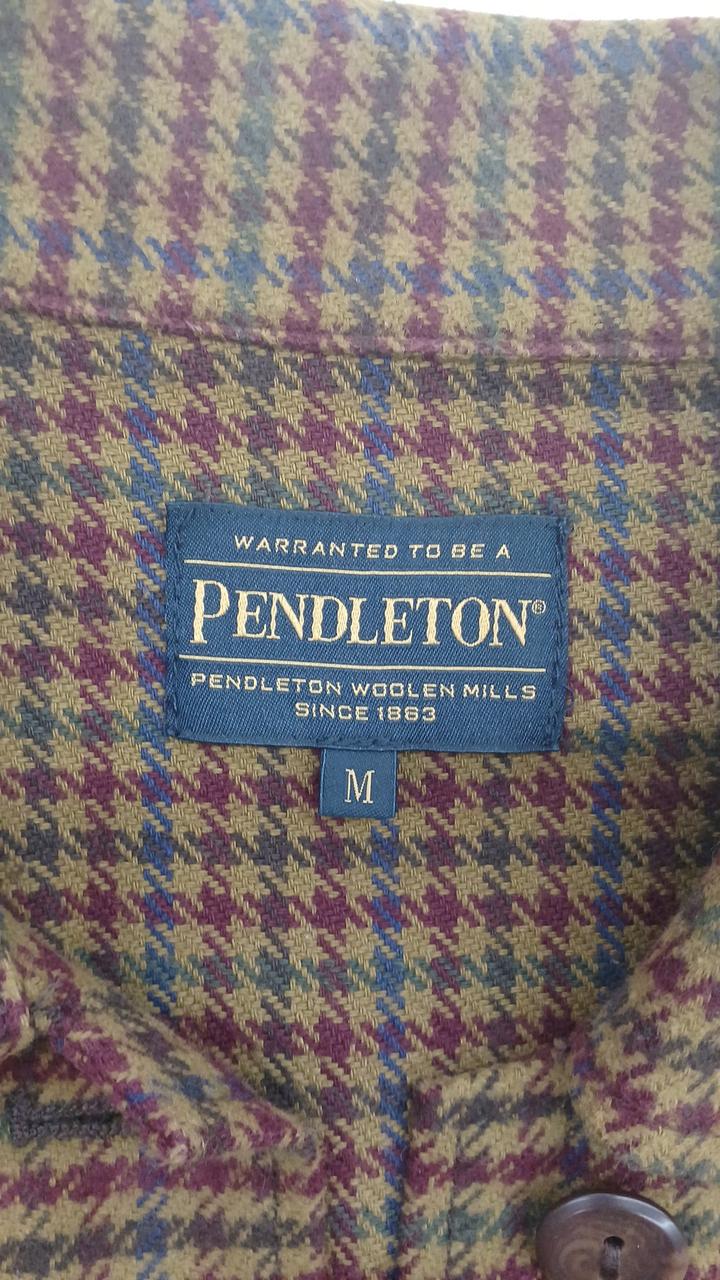 WARRANTED TO BE A
PENDLETON®
PENDLETON WOOLEN MILLS
SINCE 1863
M